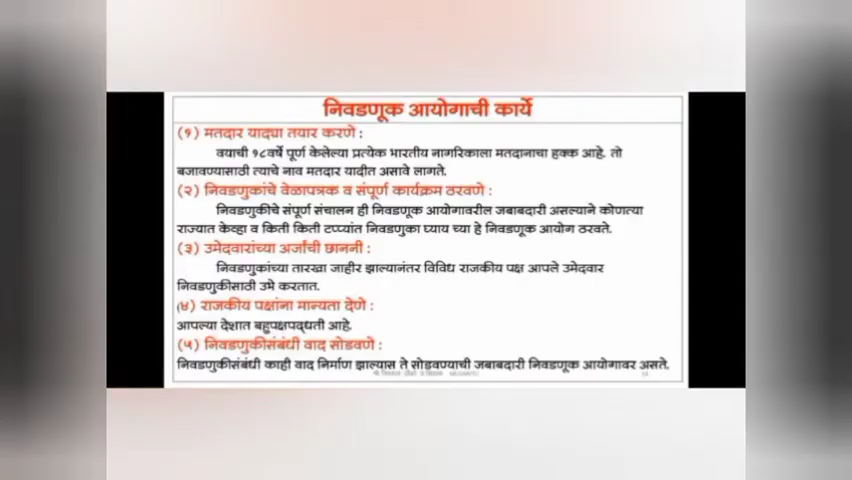 निवडणूक आयोगाची कार्ये
(१) मतदार याद्या तयार करणे :
वयाची १८वर्षे पूर्ण केलेल्या प्रत्येक भारतीय नागरिकाला मतदानाचा हक्क आहे. तो
बजावण्यासाठी त्याचे नाव मतदार यादीत असावे लागते.
(२) निवडणुकांचे वेळापत्रक व संपूर्ण कार्यक्रम ठरवणे :
निवडणुकीचे संपूर्ण संचालन ही निवडणूक आयोगावरील जबाबदारी असल्याने कोणत्या
राज्यात केव्हा व किती किती टप्प्यांत निवडणुका घ्याय च्या हे निवडणूक आयोग ठरवते.
(३) उमेदवारांच्या अर्जांची छाननी :
निवडणुकांच्या तारखा जाहीर झाल्यानंतर विविध राजकीय पक्ष आपले उमेदवार
निवडणुकीसाठी उभे करतात.
(४) राजकीय पक्षांना मान्यता देणे :
आपल्या देशात बहुपक्षपद्धती आहे.
(५) निवडणुकीसंबंधी वाद सोडवणे :
निवडणुकीसंबंधी काही वाद निर्माण झाल्यास ते सोडवण्याची जबाबदारी निवडणूक आयोगावर असते.